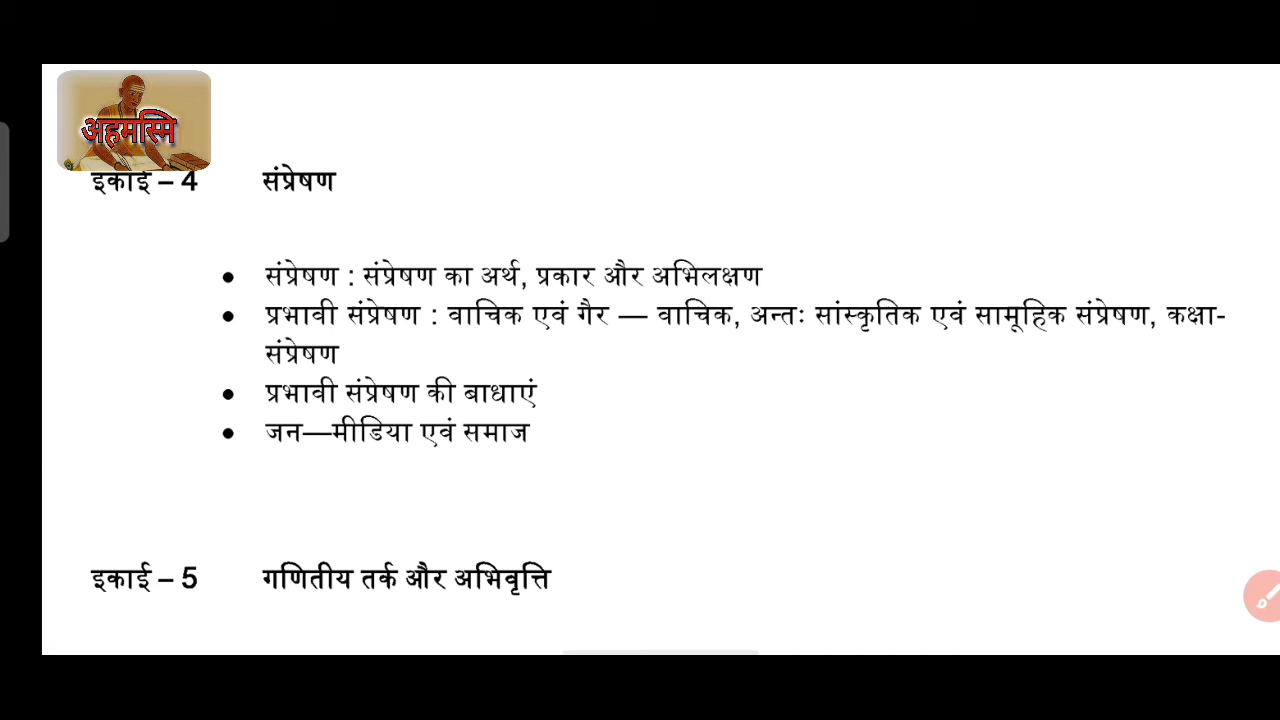 अहमस्मि
इकाई – 4 संप्रेषण
संप्रेषण : संप्रेषण का अर्थ, प्रकार और अभिलक्षण
प्रभावी संप्रेषण : वाचिक एवं गैर — वाचिक, अन्तः सांस्कृतिक एवं सामूहिक संप्रेषण, कक्षा-
संप्रेषण
प्रभावी संप्रेषण की बाधाएं
जन—मीडिया एवं समाज
इकाई – 5 गणितीय तर्क और अभिवृत्ति